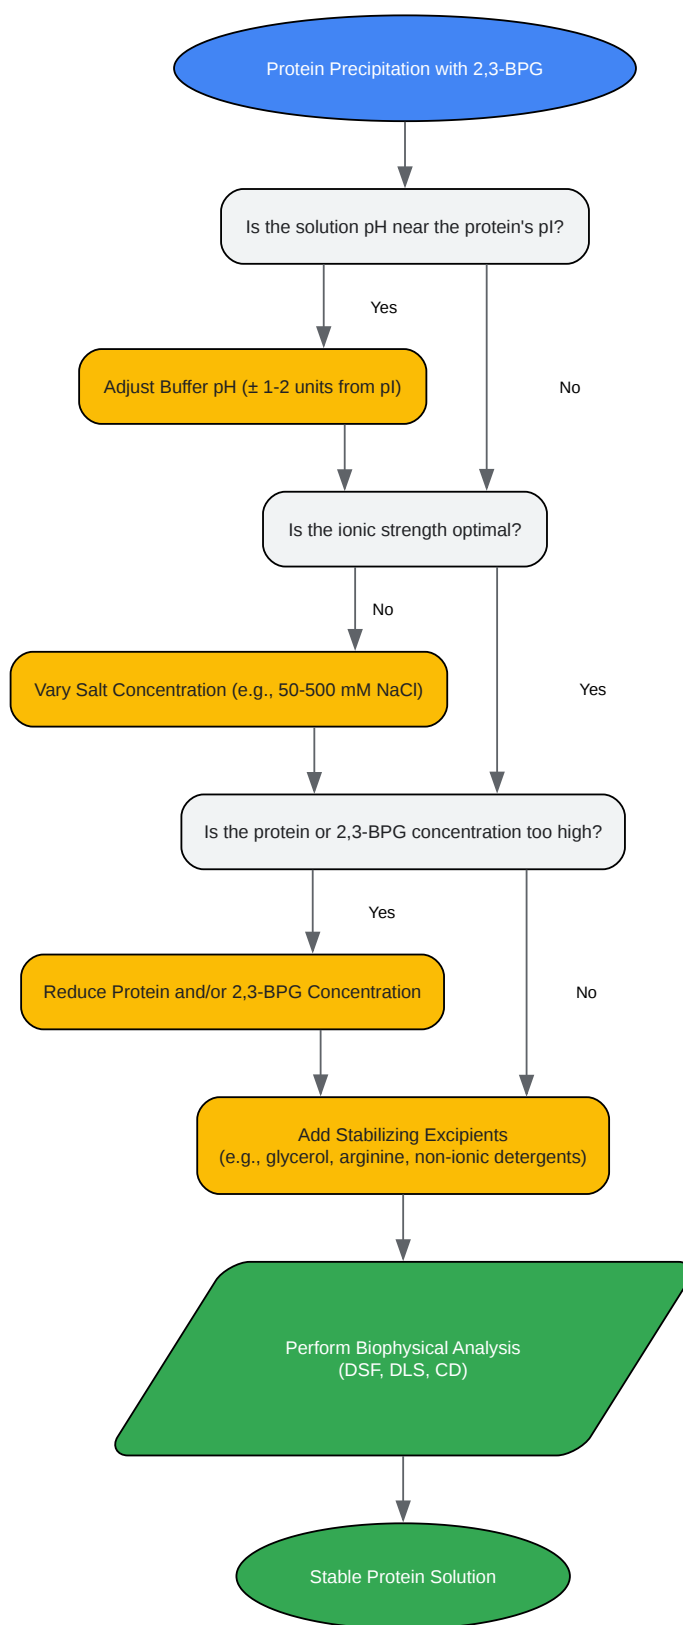 Protein Precipitation with 2,3-BPG
Is the solution pH near the protein's pI?
Yes
Adjust Buffer pH (± 1-2 units from pI)
No
Is the ionic strength optimal?
No
Vary Salt Concentration (e.g., 50-500 mM NaCl)
Yes
Is the protein or 2,3-BPG concentration too high?
Yes
Reduce Protein and/or 2,3-BPG Concentration
No
Add Stabilizing Excipients
(e.g., glycerol, arginine, non-ionic detergents)
Perform Biophysical Analysis
(DSF, DLS, CD)
Stable Protein Solution